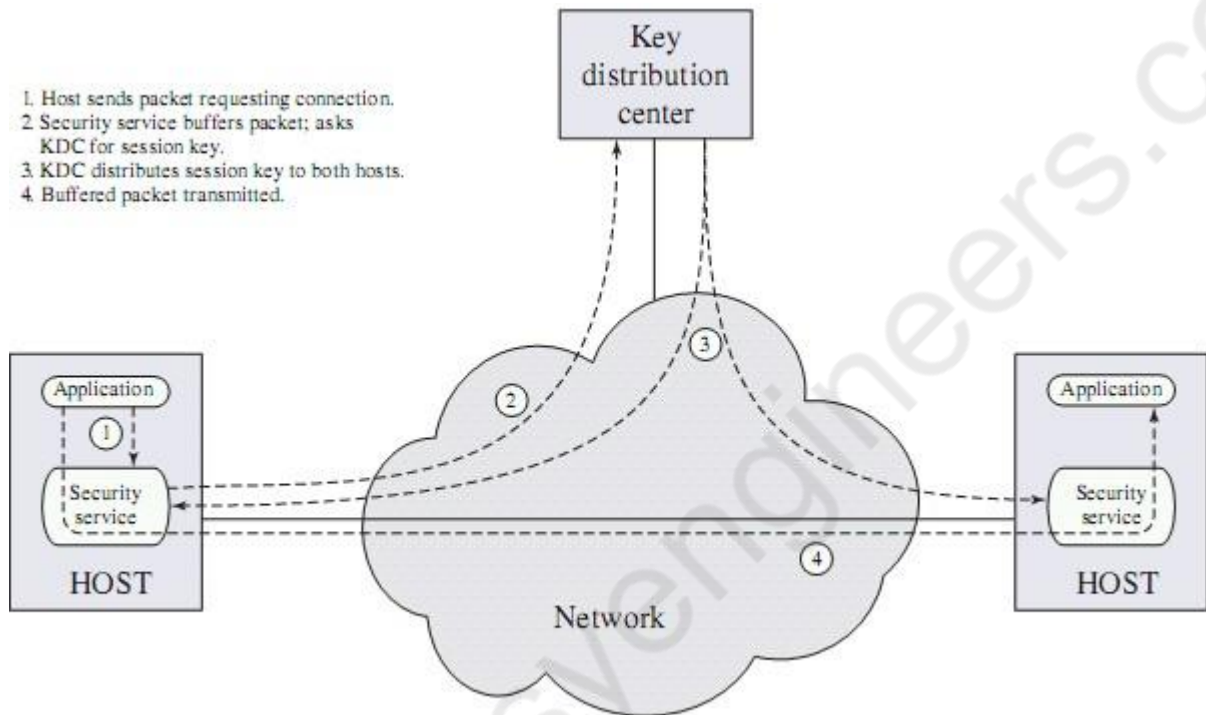 Key
distribution
center
1. Host sends packet requesting connection.
2. Security service buffers packet; asks
KDC for session key.
3. KDC distributes session key to both hosts.
4. Buffered packet transmitted.
3
2
Application
1
Security
service
HOST
Application
Security
service
HOST
4
Network
syengineers.co